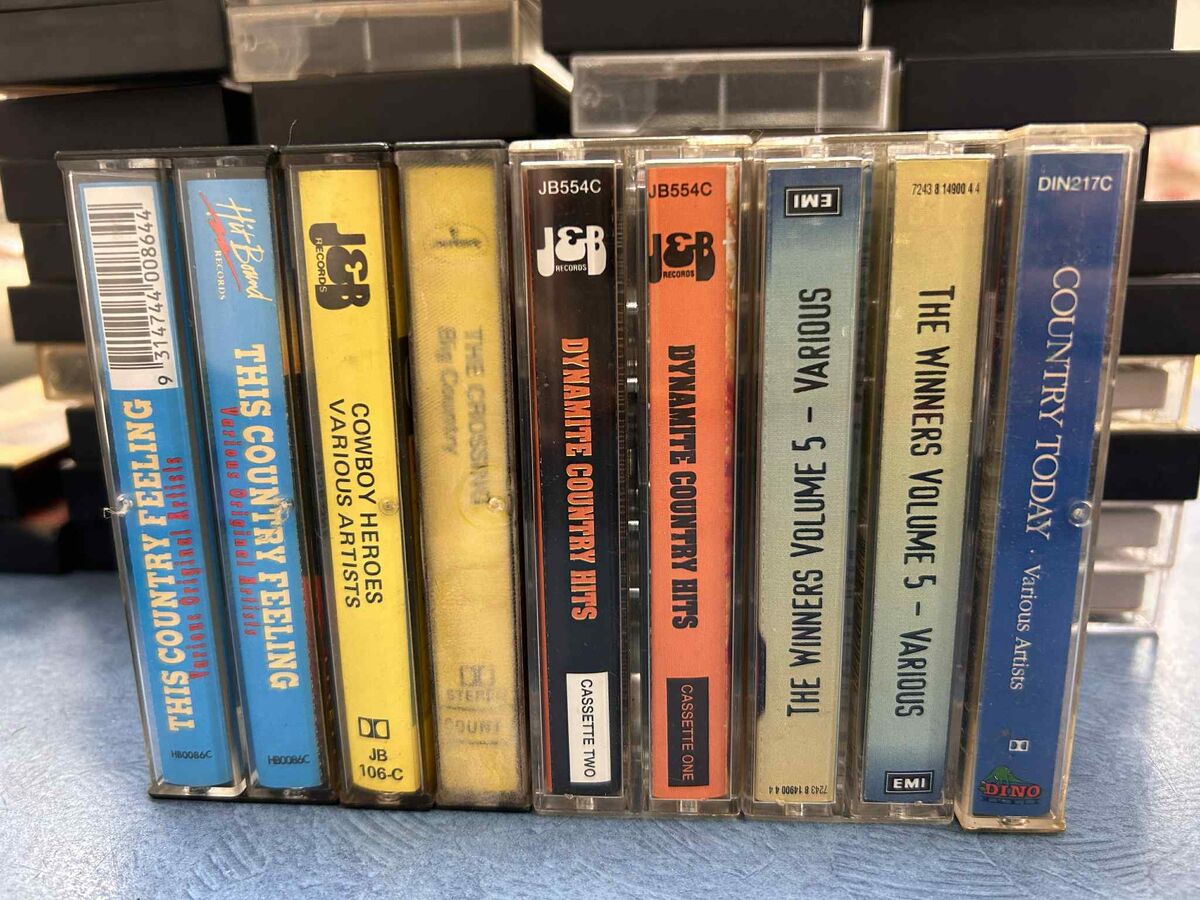 9 314744 008644
THIS COUNTRY FEELING
Various Original Artists
HB0086C
Hit Bound
RECORDS
THIS COUNTRY FEELING
Various Original Artists
HB0086C
J&B
RECORDS
COWBOY HEROES
VARIOUS ARTISTS
JB
106-C
THE CROSSING
Big Country
STEREO
COUNT
JB554C
J&B
RECORDS
DYNAMITE COUNTRY HITS
CASSETTE TWO
JB554C
J&B
RECORDS
DYNAMITE COUNTRY HITS
CASSETTE ONE
EMI
THE WINNERS VOLUME 5 – VARIOUS
7243 8 14900 4 4
7243 8 14900 4 4
THE WINNERS VOLUME 5 – VARIOUS
EMI
DIN217C
COUNTRY TODAY · Various Artists
DINO